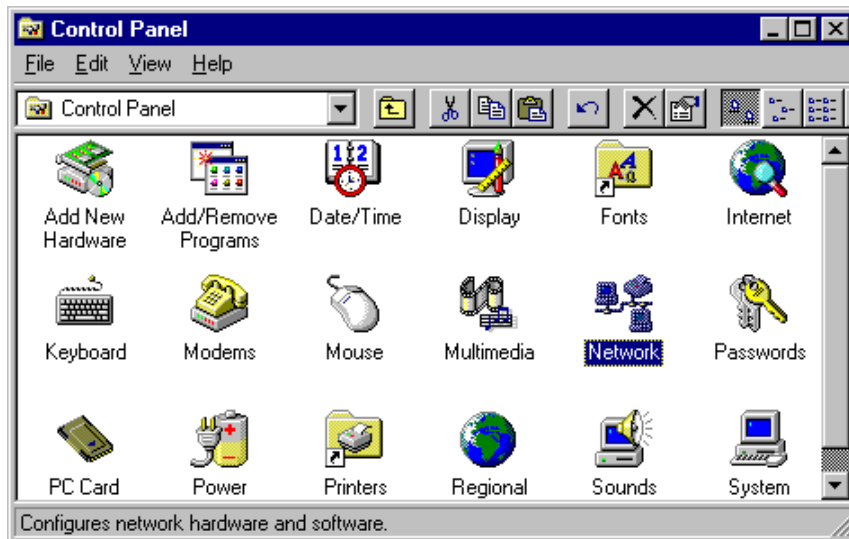 Control Panel
File Edit View Help
Control Panel
Add New Hardware
Add/Remove Programs
Date/Time
Display
Fonts
Internet
Keyboard
Modems
Mouse
Multimedia
Network
Passwords
PC Card
Power
Printers
Regional
Sounds
System
Configures network hardware and software.